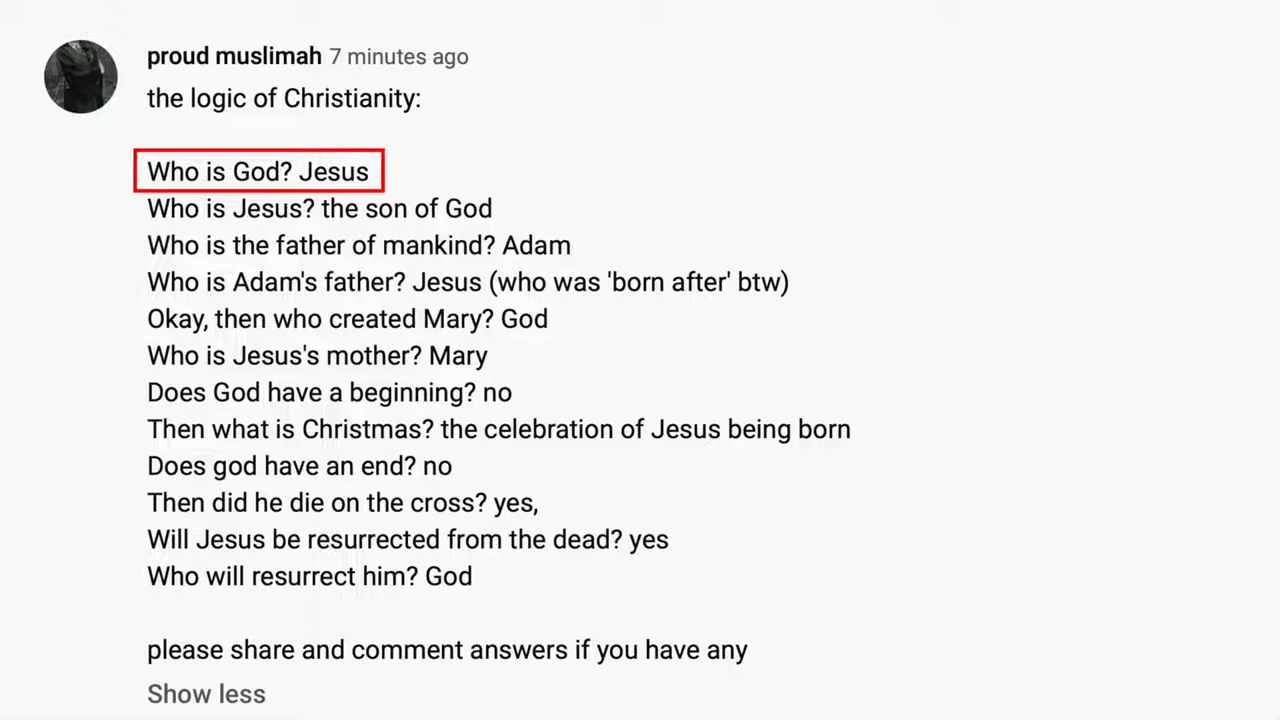 proud muslimah 7 minutes ago
the logic of Christianity:
Who is God? Jesus
Who is Jesus? the son of God
Who is the father of mankind? Adam
Who is Adam's father? Jesus (who was 'born after' btw)
Okay, then who created Mary? God
Who is Jesus's mother? Mary
Does God have a beginning? no
Then what is Christmas? the celebration of Jesus being born
Does god have an end? no
Then did he die on the cross? yes,
Will Jesus be resurrected from the dead? yes
Who will resurrect him? God
please share and comment answers if you have any
Show less